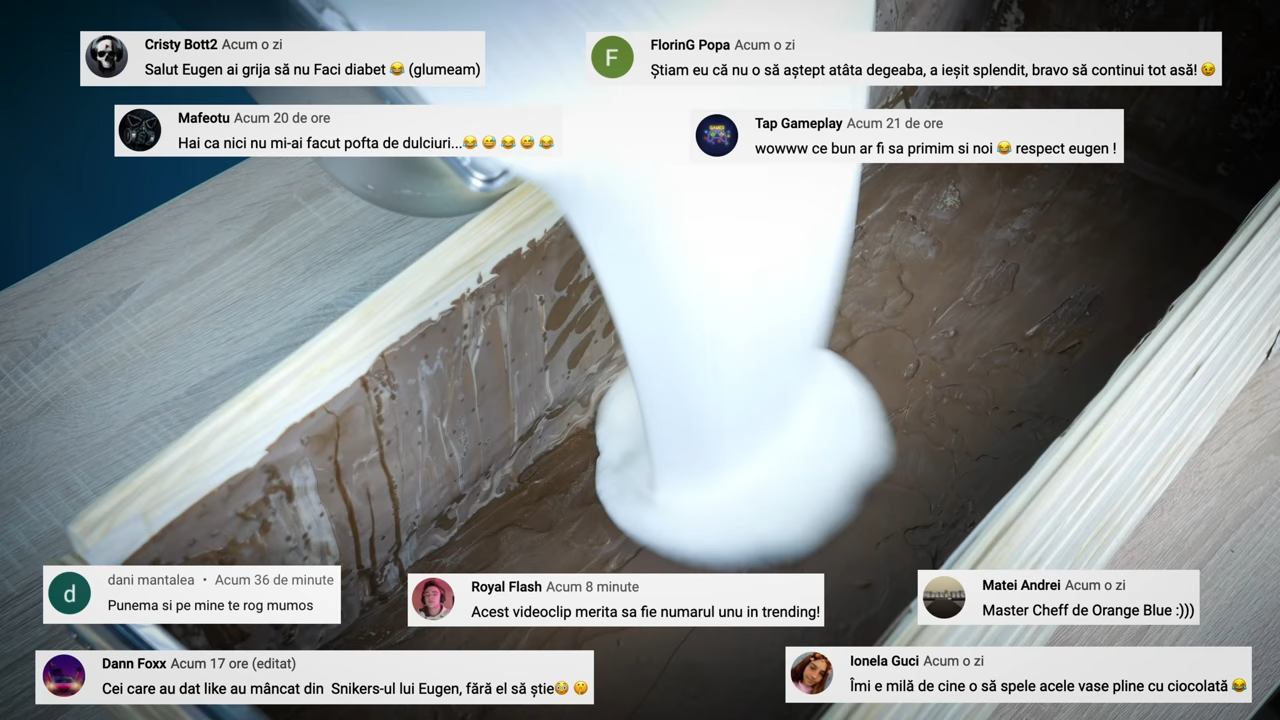 Cristy Bott2 Acum o zi
Salut Eugen ai grija să nu Faci diabet 😂 (glumeam)
F
FlorinG Popa Acum o zi
Știam eu că nu o să aștept atâta degeaba, a ieșit splendit, bravo să continui tot asă! 😉
Mafeotu Acum 20 de ore
Hai ca nici nu mi-ai facut pofta de dulciuri...😂 😅 😂 😅 😂
Tap Gameplay Acum 21 de ore
wowww ce bun ar fi sa primim si noi 😂 respect eugen !
d
dani mantalea • Acum 36 de minute
Punema si pe mine te rog mumos
Royal Flash Acum 8 minute
Acest videoclip merita sa fie numarul unu in trending!
Matei Andrei Acum o zi
Master Cheff de Orange Blue :)))
Dann Foxx Acum 17 ore (editat)
Cei care au dat like au mâncat din Snikers-ul lui Eugen, fără el să știe😳 🤫
Ionela Guci Acum o zi
Îmi e milă de cine o să spele acele vase pline cu ciocolată 😂